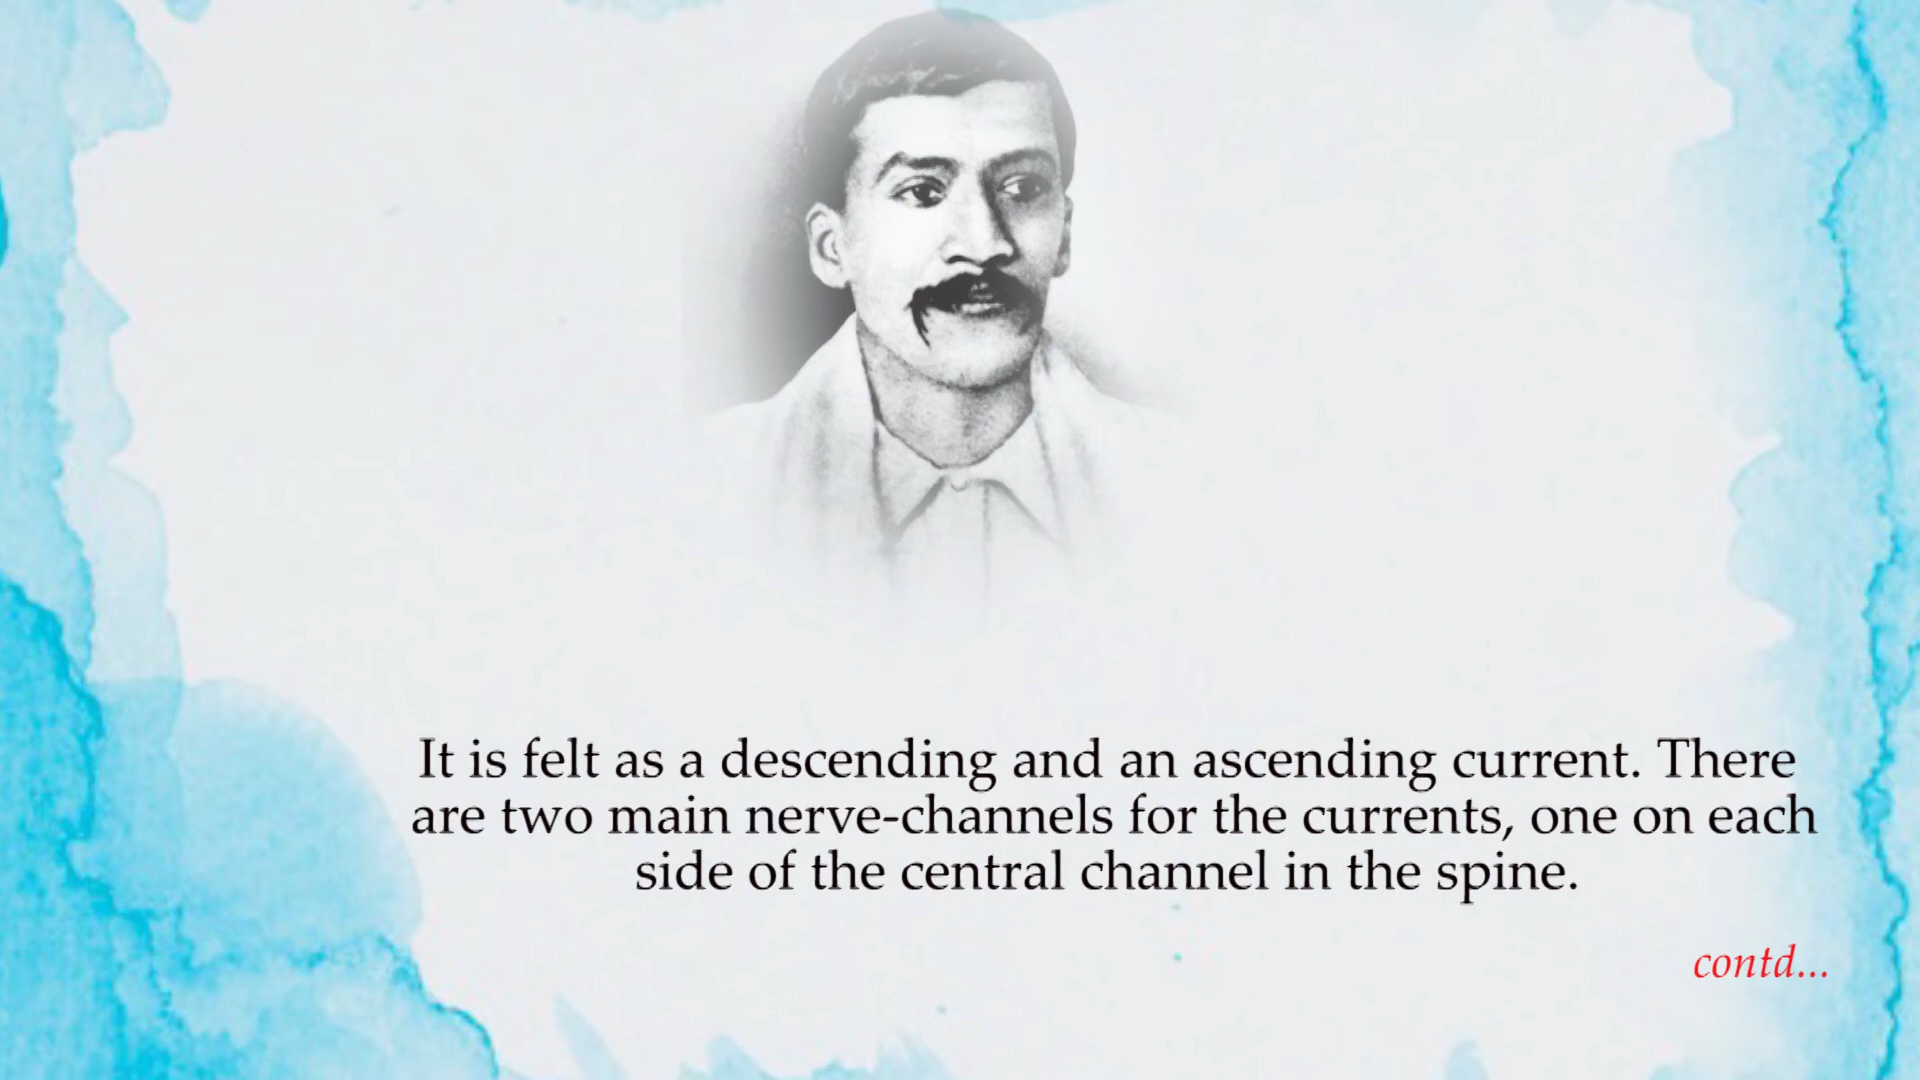 It is felt as a descending and an ascending current. There
are two main nerve-channels for the currents, one on each
side of the central channel in the spine.
contd...